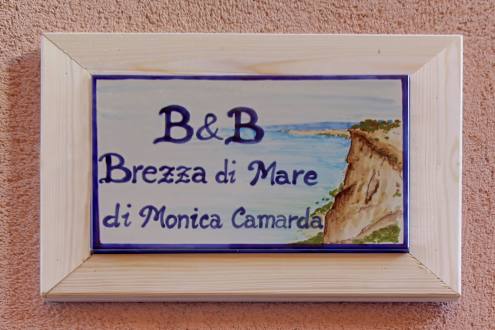 B&B
Brezza di Mare
di Monica Camarda